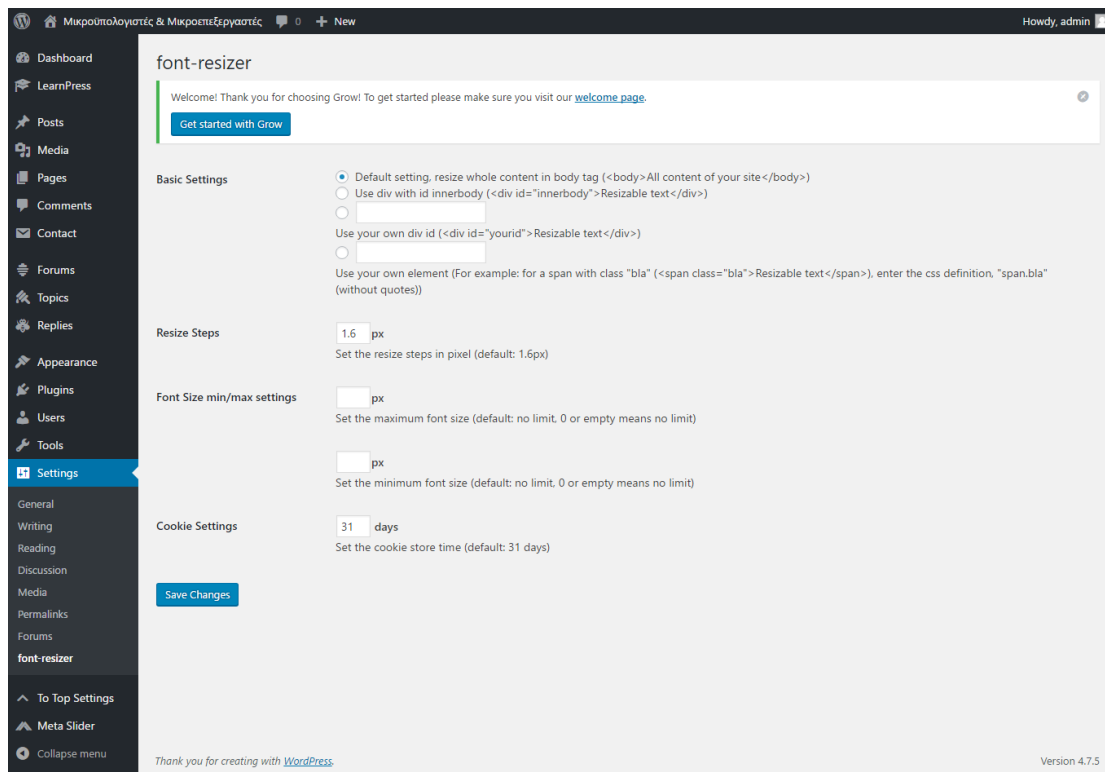 Μικροϋπολογιστές & Μικροεπεξεργαστές 0 New Howdy, admin
Dashboard
LearnPress
Posts
Media
Pages
Comments
Contact
Forums
Topics
Replies
Appearance
Plugins
Users
Tools
Settings
General
Writing
Reading
Discussion
Media
Permalinks
Forums
font-resizer
To Top Settings
Meta Slider
Collapse menu
font-resizer
Welcome! Thank you for choosing Grow! To get started please make sure you visit our welcome page.
Get started with Grow
Basic Settings
Default setting, resize whole content in body tag (<body>All content of your site</body>)
Use div with id innerbody (<div id="innerbody">Resizable text</div>)
Use your own div id (<div id="yourid">Resizable text</div>)
Use your own element (For example: for a span with class "bla" (<span class="bla">Resizable text</span>), enter the css definition, "span.bla"
(without quotes))
Resize Steps
1.6 px
Set the resize steps in pixel (default: 1.6px)
Font Size min/max settings
px
Set the maximum font size (default: no limit, 0 or empty means no limit)
px
Set the minimum font size (default: no limit, 0 or empty means no limit)
Cookie Settings
31 days
Set the cookie store time (default: 31 days)
Save Changes
Thank you for creating with WordPress. Version 4.7.5